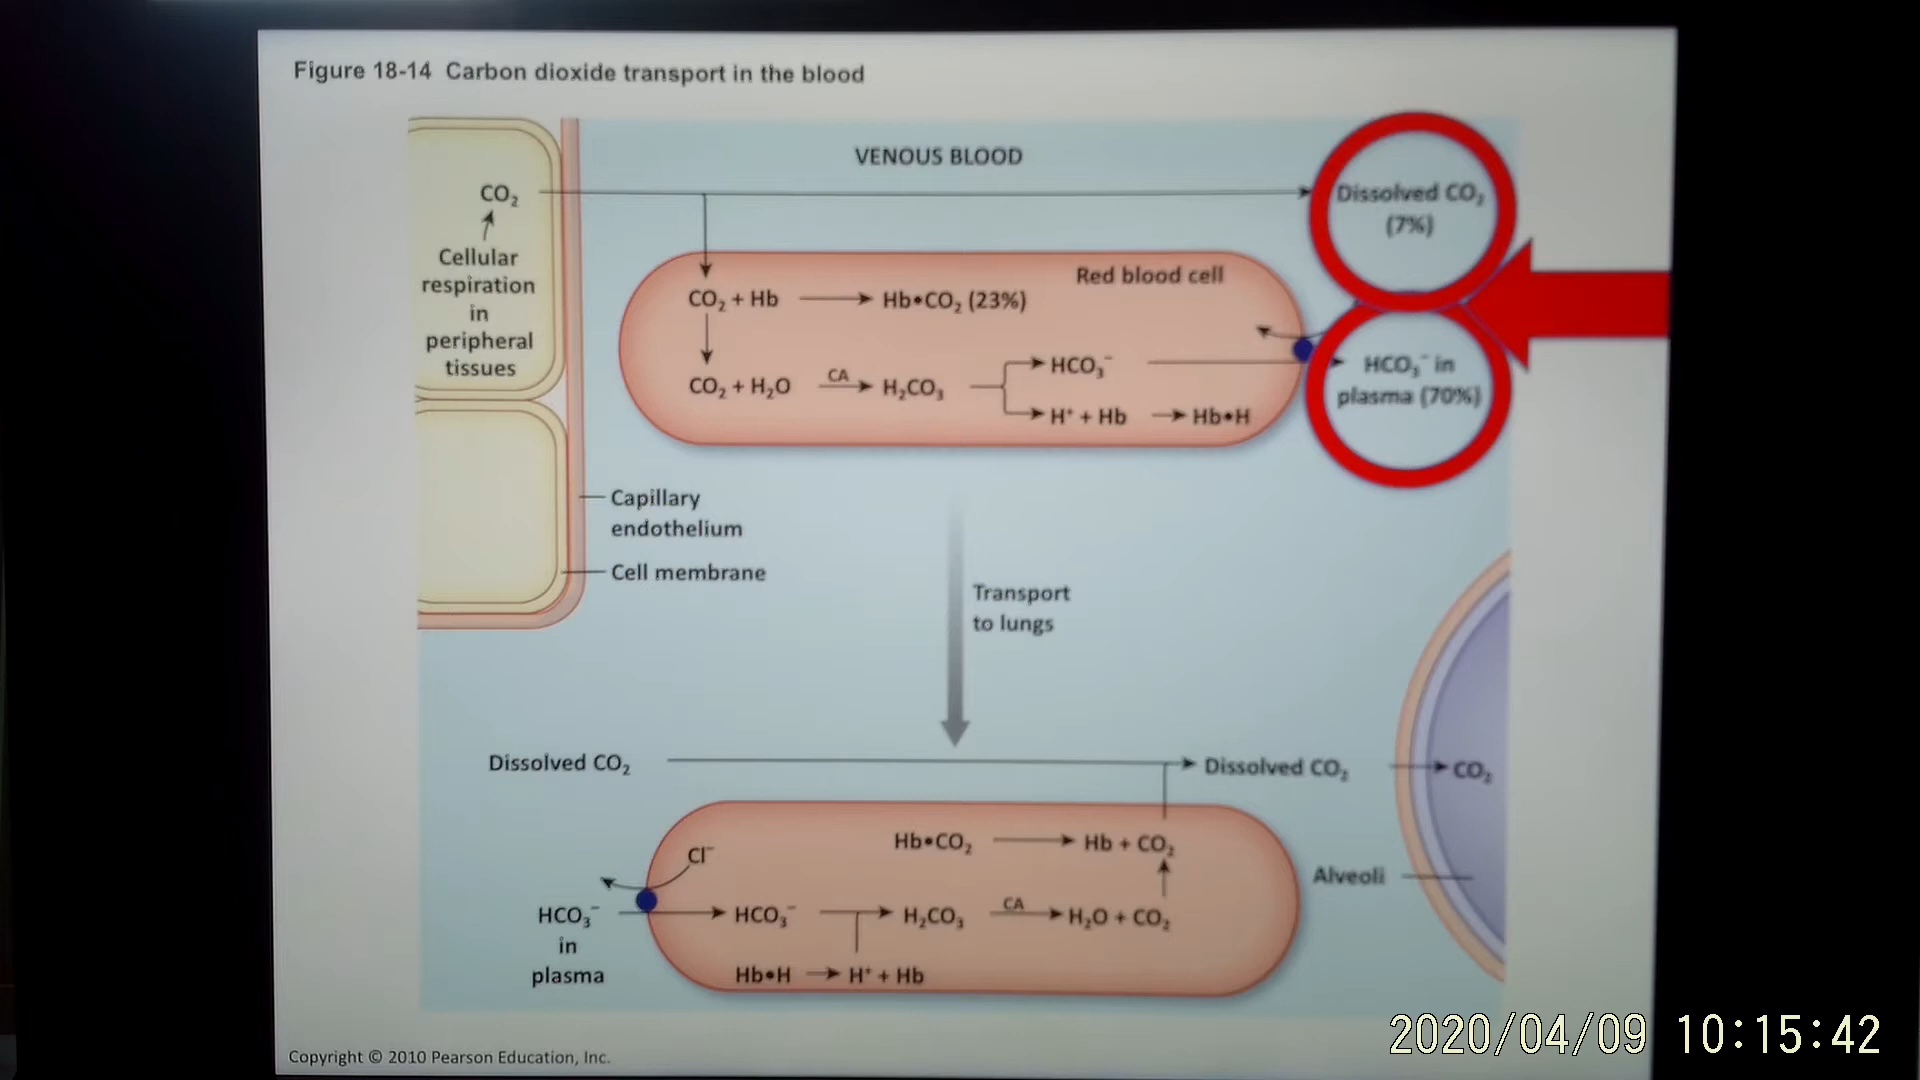 Figure 18-14 Carbon dioxide transport in the blood
VENOUS BLOOD
CO₂
Cellular
respiration
in
peripheral
tissues
Dissolved CO₂
(7%)
Red blood cell
CO₂ + Hb
Hb•CO₂ (23%)
CO₂ + H₂O
CA
H₂CO₃
HCO₃⁻
H⁺ + Hb
Hb•H
HCO₃⁻ in
plasma (70%)
Capillary
endothelium
Cell membrane
Transport
to lungs
Dissolved CO₂
Dissolved CO₂
CO₂
Hb•CO₂
Hb + CO₂
Cl⁻
Alveoli
HCO₃⁻
in
plasma
HCO₃⁻
H₂CO₃
CA
H₂O + CO₂
Hb•H
H⁺ + Hb
Copyright © 2010 Pearson Education, Inc.
2020/04/09 10:15:42